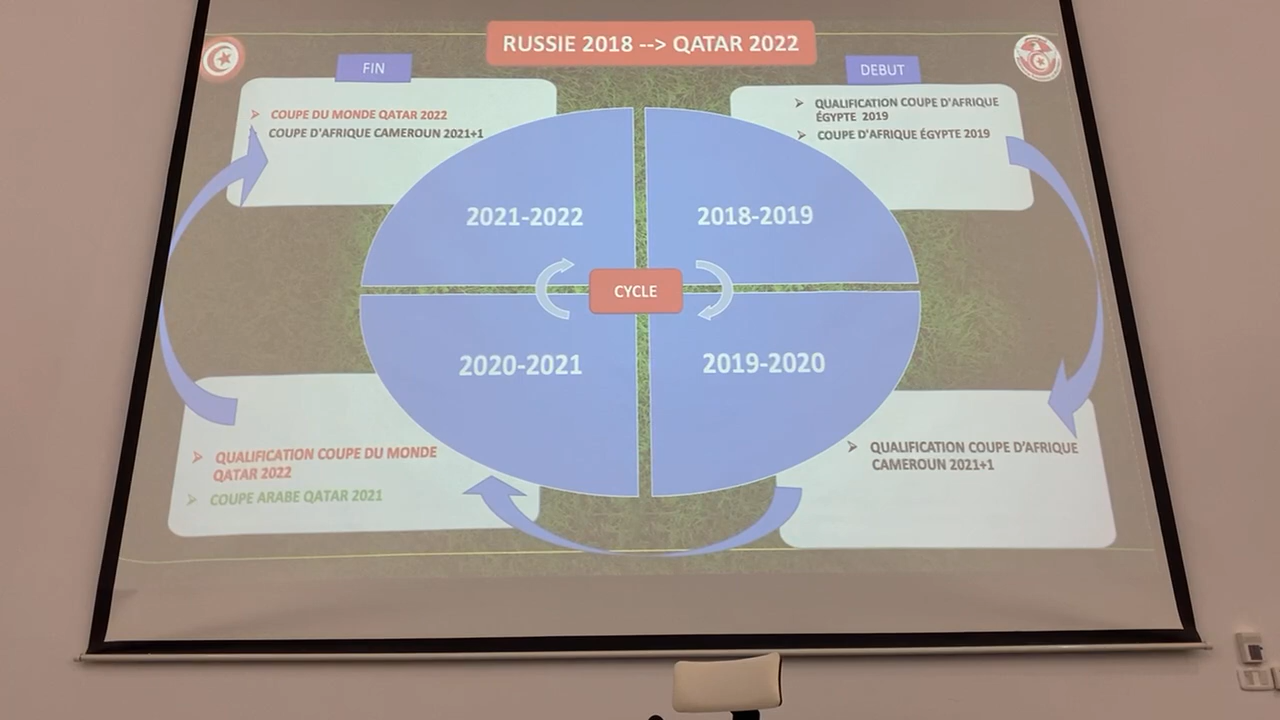 RUSSIE 2018 --> QATAR 2022
FIN
COUPE DU MONDE QATAR 2022
COUPE D'AFRIQUE CAMEROUN 2021+1
DEBUT
QUALIFICATION COUPE D'AFRIQUE
ÉGYPTE 2019
COUPE D'AFRIQUE ÉGYPTE 2019
2021-2022
2018-2019
CYCLE
2020-2021
2019-2020
QUALIFICATION COUPE DU MONDE
QATAR 2022
COUPE ARABE QATAR 2021
QUALIFICATION COUPE D'AFRIQUE
CAMEROUN 2021+1